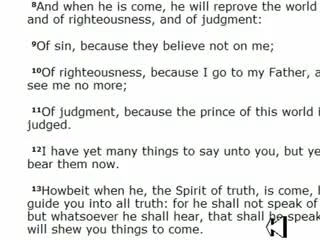 8And when he is come, he will reprove the world
and of righteousness, and of judgment:
9Of sin, because they believe not on me;
10Of righteousness, because I go to my Father, a
see me no more;
11Of judgment, because the prince of this world i
judged.
12I have yet many things to say unto you, but ye
bear them now.
13Howbeit when he, the Spirit of truth, is come, h
guide you into all truth: for he shall not speak of
but whatsoever he shall hear, that shall he speak
will shew you things to come.